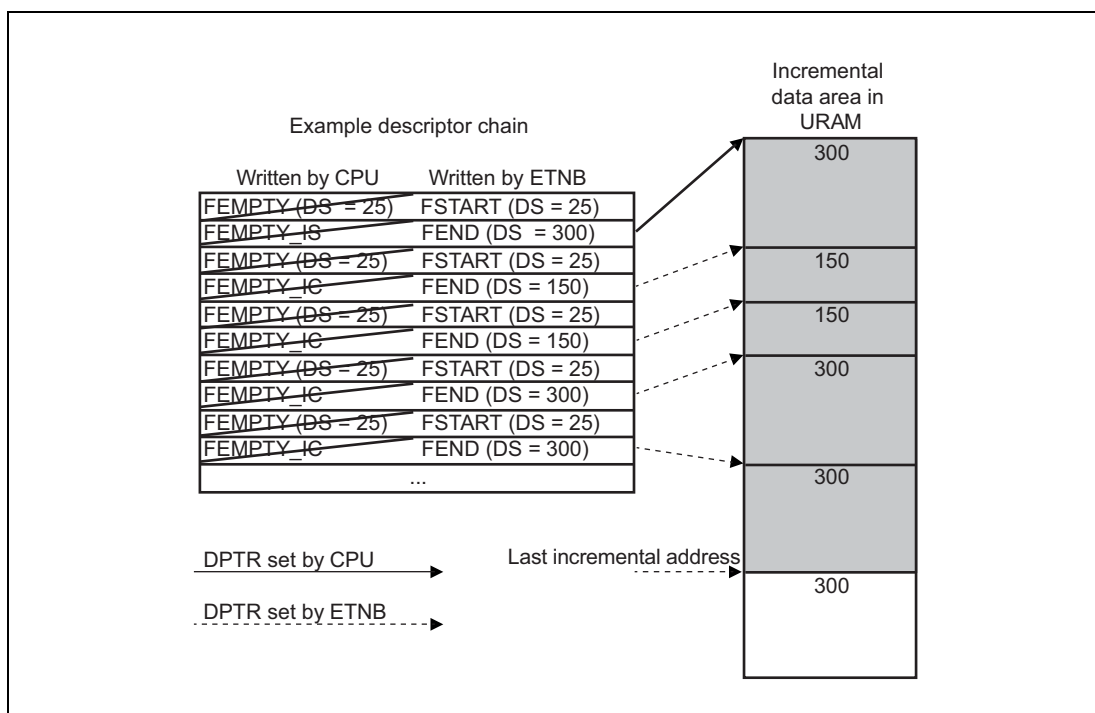 Incremental
data area in
URAM
Example descriptor chain
Written by CPU Written by ETNB
FEMPTY (DS = 25) FSTART (DS = 25)
FEMPTY_IS FEND (DS = 300)
FEMPTY (DS = 25) FSTART (DS = 25)
FEMPTY_IC FEND (DS = 150)
FEMPTY (DS = 25) FSTART (DS = 25)
FEMPTY_IC FEND (DS = 150)
FEMPTY (DS = 25) FSTART (DS = 25)
FEMPTY_IC FEND (DS = 300)
FEMPTY (DS = 25) FSTART (DS = 25)
FEMPTY_IC FEND (DS = 300)
...
300
150
150
300
300
300
DPTR set by CPU
Last incremental address
DPTR set by ETNB